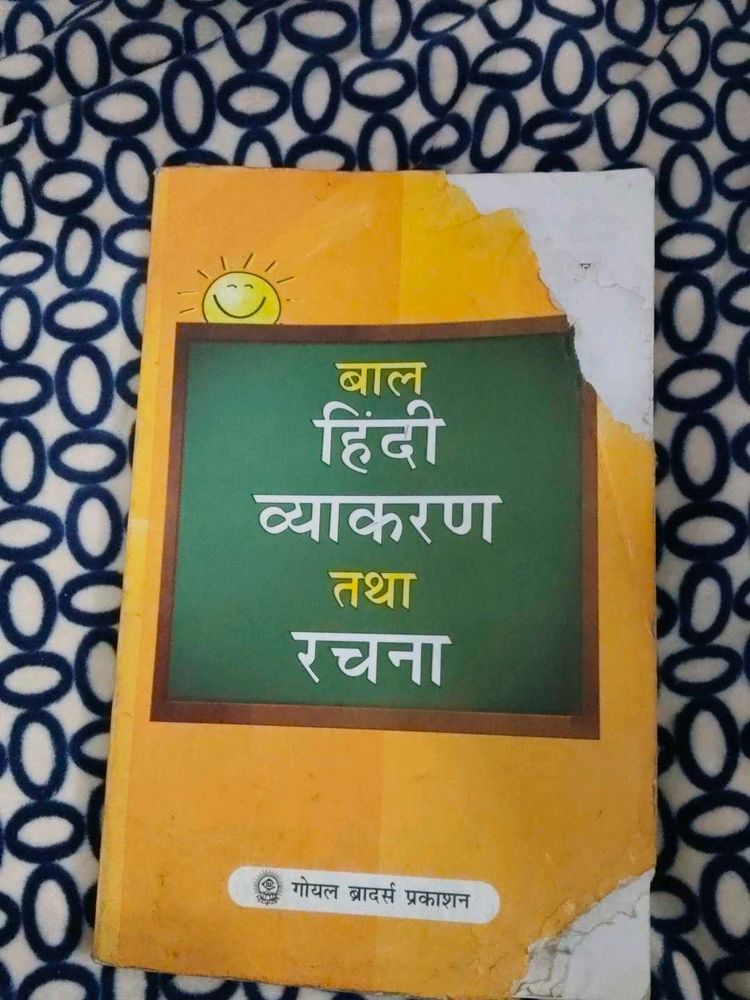 बाल
हिंदी
व्याकरण
तथा
रचना
गोयल ब्रादर्स प्रकाशन